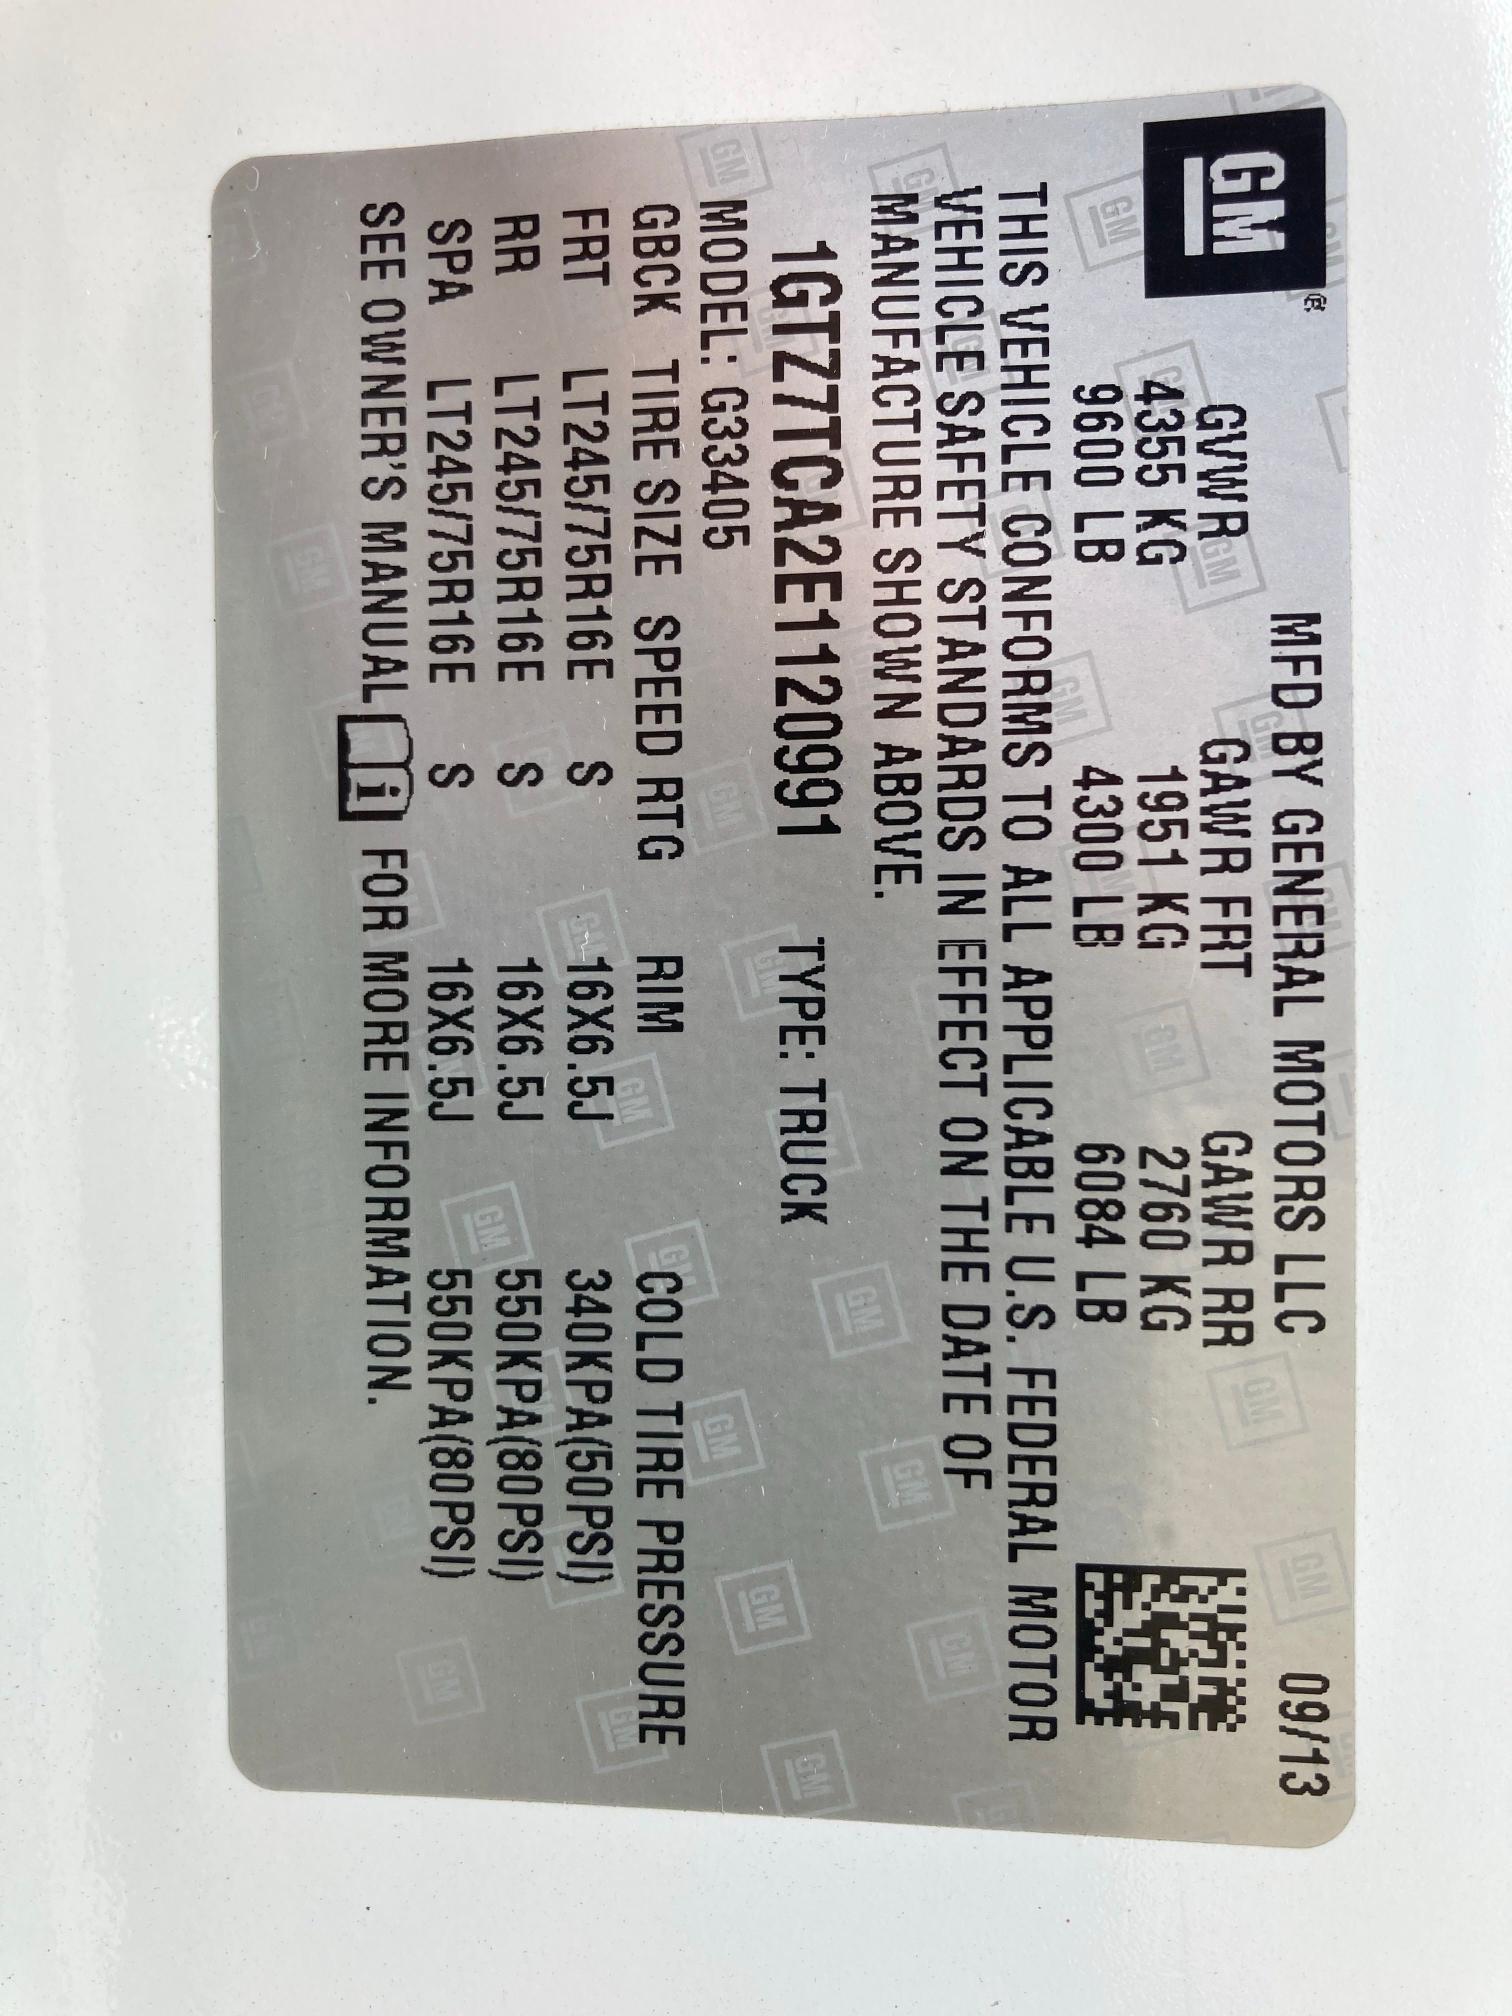 GM®
MFD BY GENERAL MOTORS LLC 09/13
GVWR GAWR FRT GAWR RR
4355 KG 1951 KG 2760 KG
9600 LB 4300 LB 6084 LB
THIS VEHICLE CONFORMS TO ALL APPLICABLE U.S. FEDERAL MOTOR
VEHICLE SAFETY STANDARDS IN EFFECT ON THE DATE OF
MANUFACTURE SHOWN ABOVE.
1GTZ7TCA2E1120991 TYPE: TRUCK
MODEL: G33405
GBCK TIRE SIZE SPEED RTG RIM COLD TIRE PRESSURE
FRT LT245/75R16E S 16X6.5J 340KPA(50PSI)
RR LT245/75R16E S 16X6.5J 550KPA(80PSI)
SPA LT245/75R16E S 16X6.5J 550KPA(80PSI)
SEE OWNER'S MANUAL i FOR MORE INFORMATION.